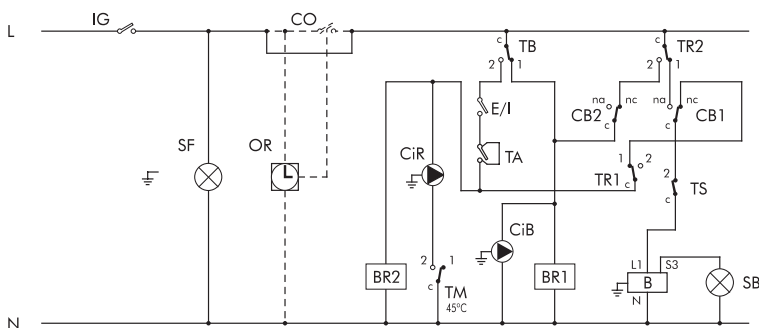 IG CO
L
c TB c TR2
2 1 2 1
E/I na nc na nc
CB2 c c CB1
SF OR CiR TA
1 2
TR1 c 2 TS
c
CiB
2 1 L1 S3
BR2 c TM BR1 B SB
45°C N
N